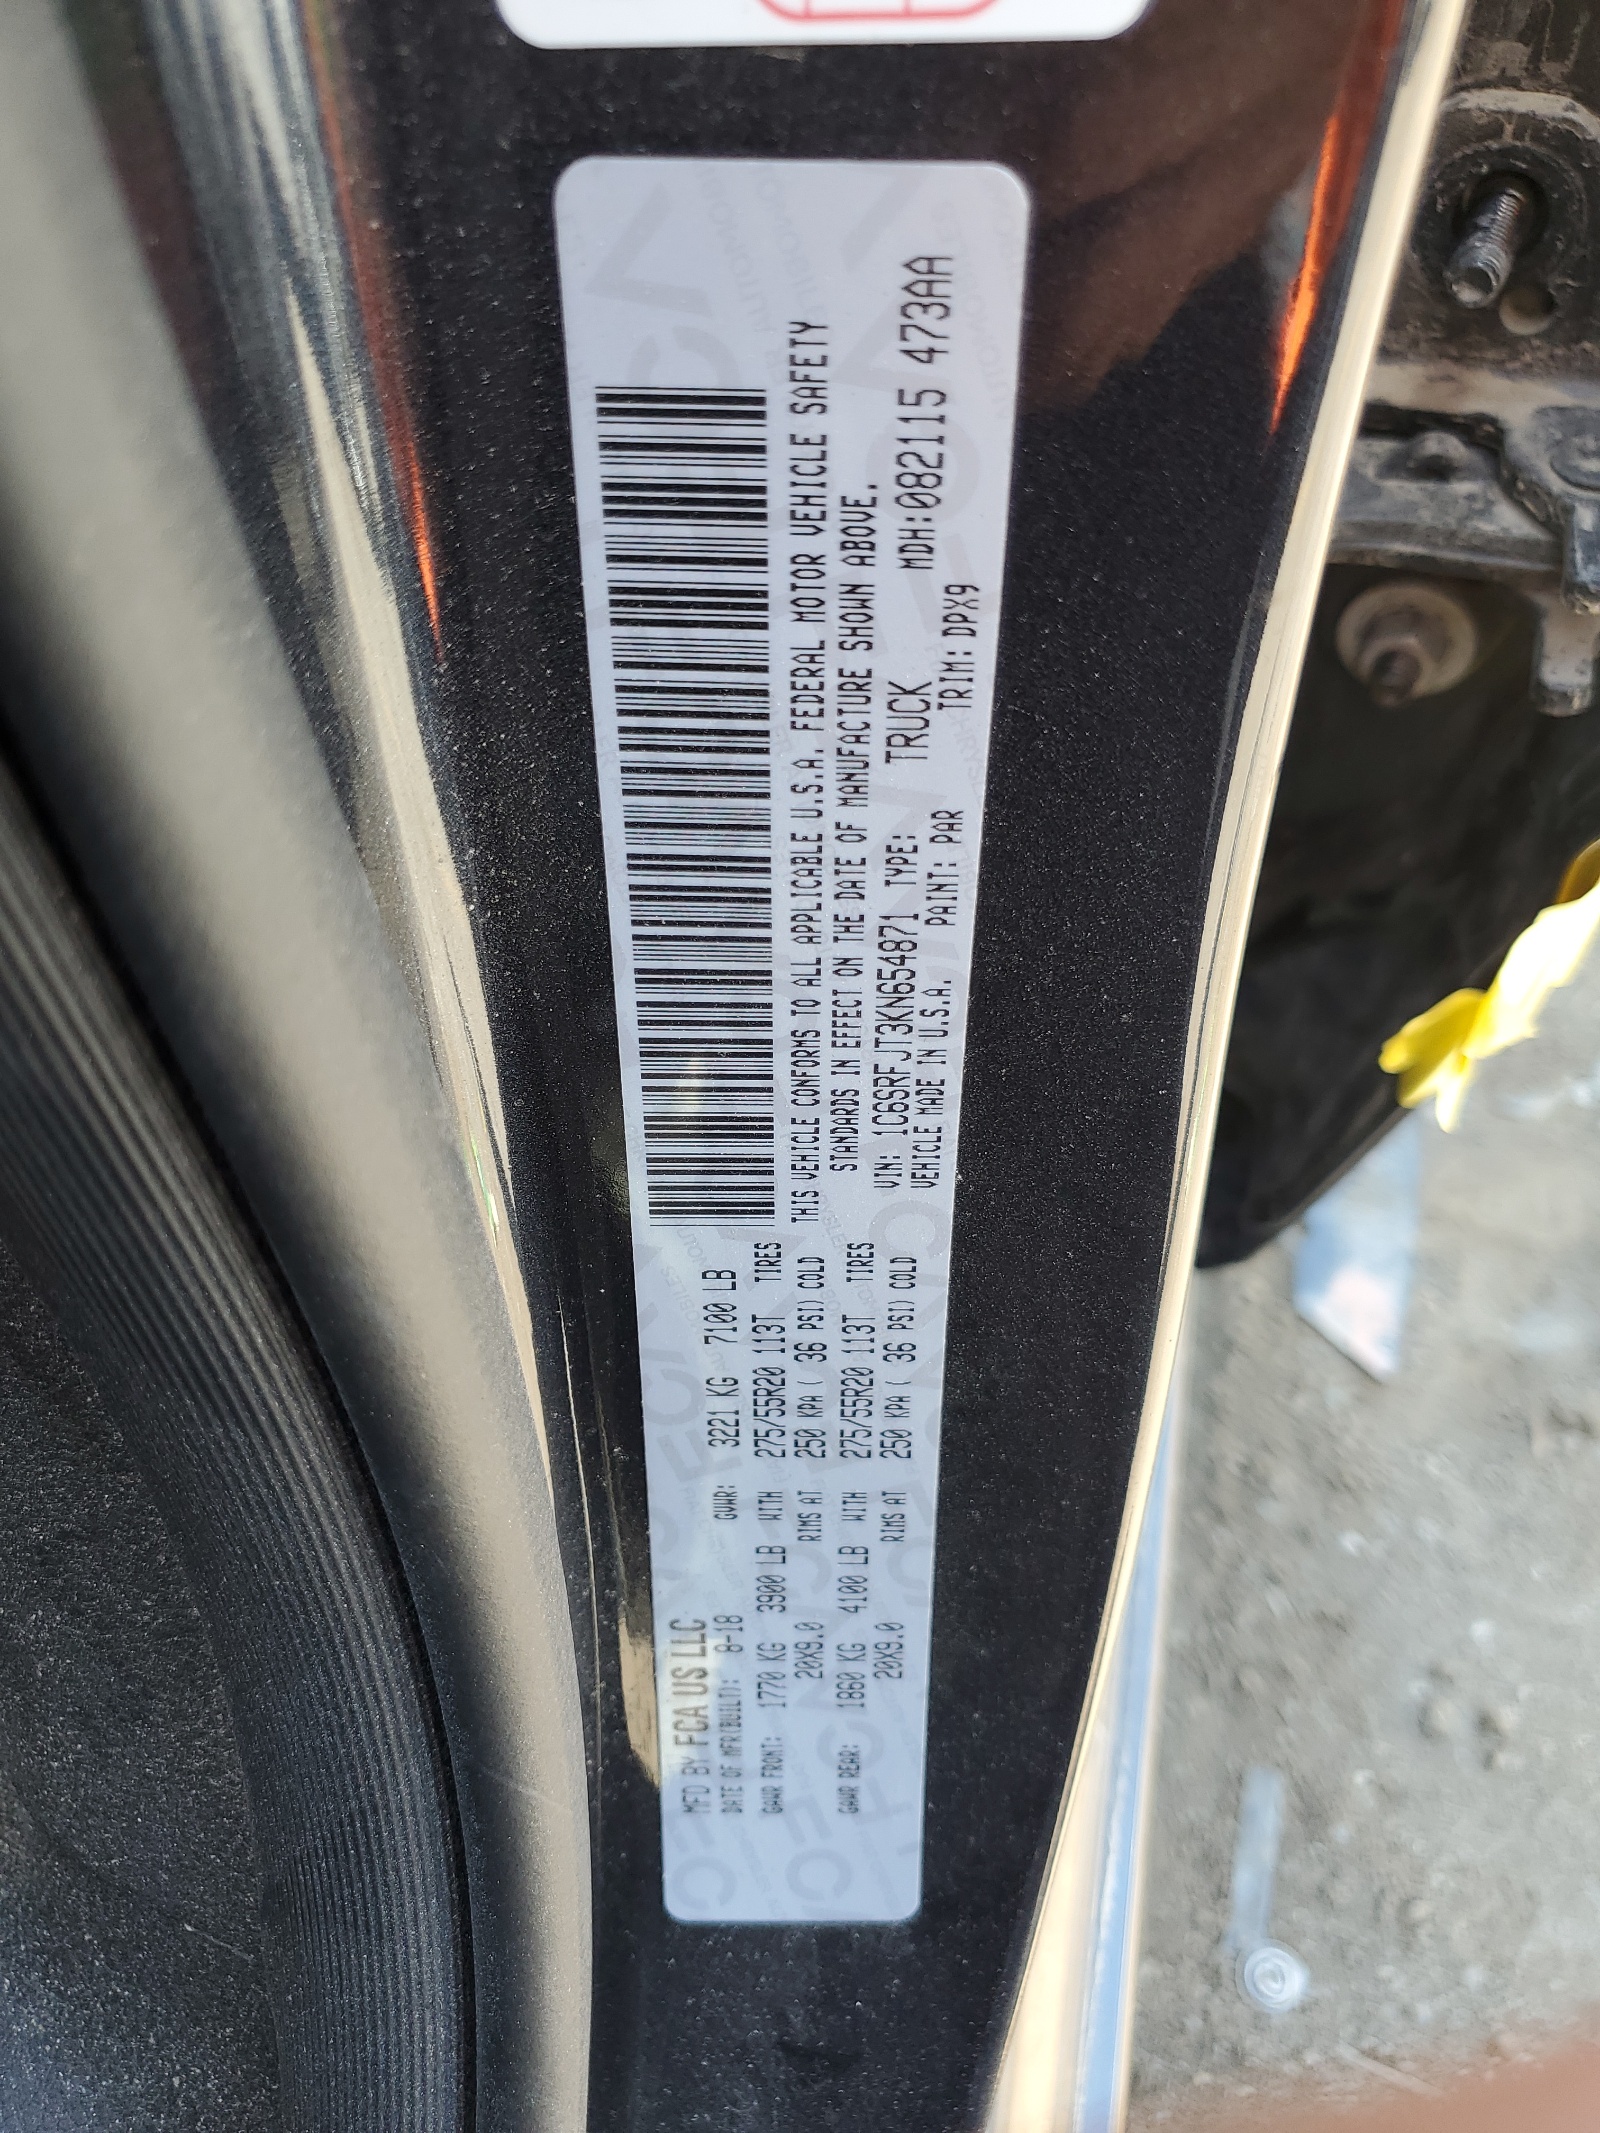 MFD BY FCA US LLC
DATE OF MFR(BUILT): 8-18 GVWR: 3221 KG 7100 LB
GAWR FRONT: 1770 KG 3900 LB WITH 275/55R20 113T TIRES
20X9.0 RIMS AT 250 KPA ( 36 PSI) COLD
GAWR REAR: 1860 KG 4100 LB WITH 275/55R20 113T TIRES
20X9.0 RIMS AT 250 KPA ( 36 PSI) COLD
THIS VEHICLE CONFORMS TO ALL APPLICABLE U.S.A. FEDERAL MOTOR VEHICLE SAFETY
STANDARDS IN EFFECT ON THE DATE OF MANUFACTURE SHOWN ABOVE.
VIN: 1C6SRFJT3KN654871 TYPE: TRUCK MDH:082115 473AA
VEHICLE MADE IN U.S.A. PAINT: PAR TRIM: DPX9